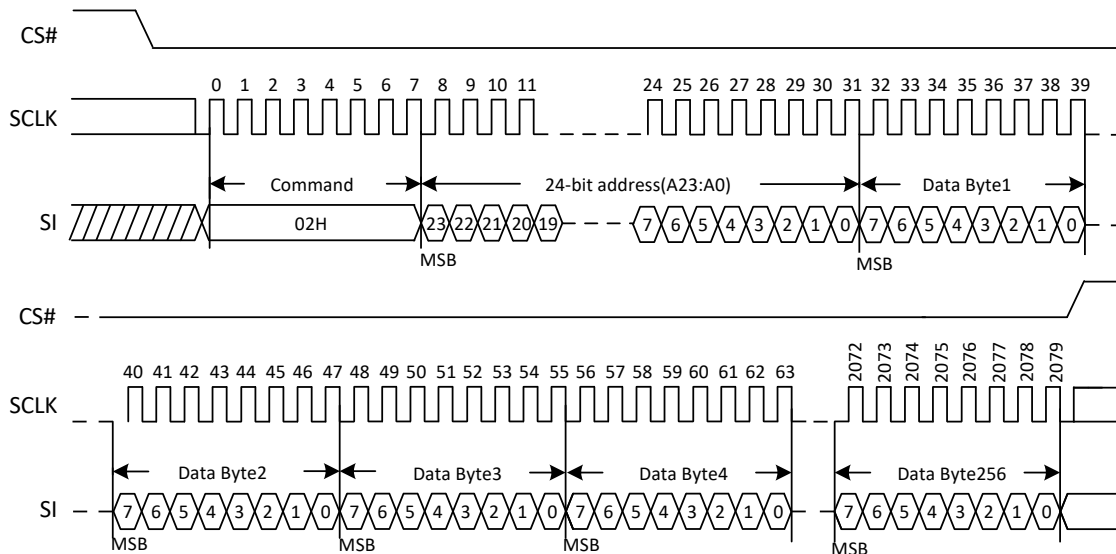 CS#
0 1 2 3 4 5 6 7 8 9 10 11 24 25 26 27 28 29 30 31 32 33 34 35 36 37 38 39
SCLK
Command 24-bit address(A23:A0) Data Byte1
SI 02H 23 22 21 20 19 7 6 5 4 3 2 1 0 7 6 5 4 3 2 1 0
MSB MSB
CS#
40 41 42 43 44 45 46 47 48 49 50 51 52 53 54 55 56 57 58 59 60 61 62 63 2072 2073 2074 2075 2076 2077 2078 2079
SCLK
Data Byte2 Data Byte3 Data Byte4 Data Byte256
SI 7 6 5 4 3 2 1 0 7 6 5 4 3 2 1 0 7 6 5 4 3 2 1 0 7 6 5 4 3 2 1 0
MSB MSB MSB MSB